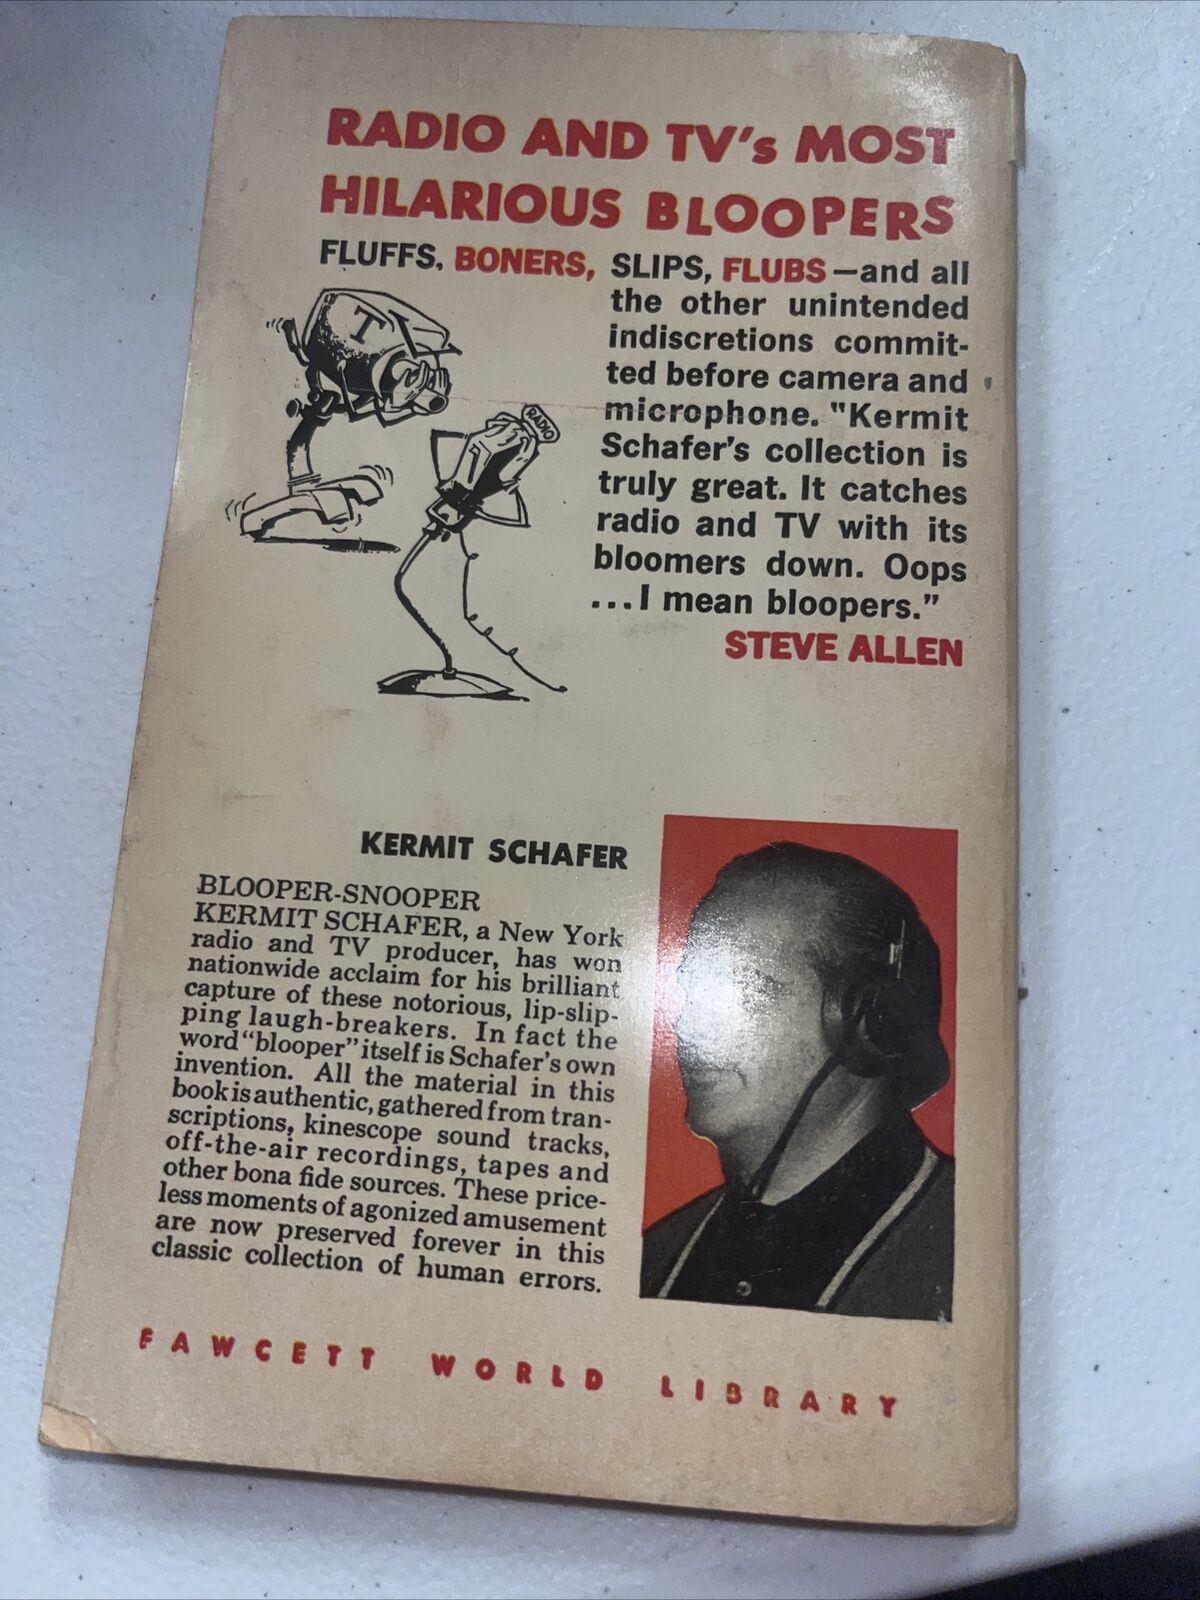 RADIO AND TV's MOST
HILARIOUS BLOOPERS
FLUFFS, BONERS, SLIPS, FLUBS—and all
the other unintended
indiscretions commit-
ted before camera and
microphone. "Kermit
Schafer's collection is
truly great. It catches
radio and TV with its
bloomers down. Oops
...I mean bloopers."
STEVE ALLEN
TV
RADIO
KERMIT SCHAFER
BLOOPER-SNOOPER
KERMIT SCHAFER, a New York
radio and TV producer, has won
nationwide acclaim for his brilliant
capture of these notorious, lip-slip-
ping laugh-breakers. In fact the
word "blooper" itself is Schafer's own
invention. All the material in this
book is authentic, gathered from tran-
scriptions, kinescope sound tracks,
off-the-air recordings, tapes and
other bona fide sources. These price-
less moments of agonized amusement
are now preserved forever in this
classic collection of human errors.
FAWCETT WORLD LIBRARY